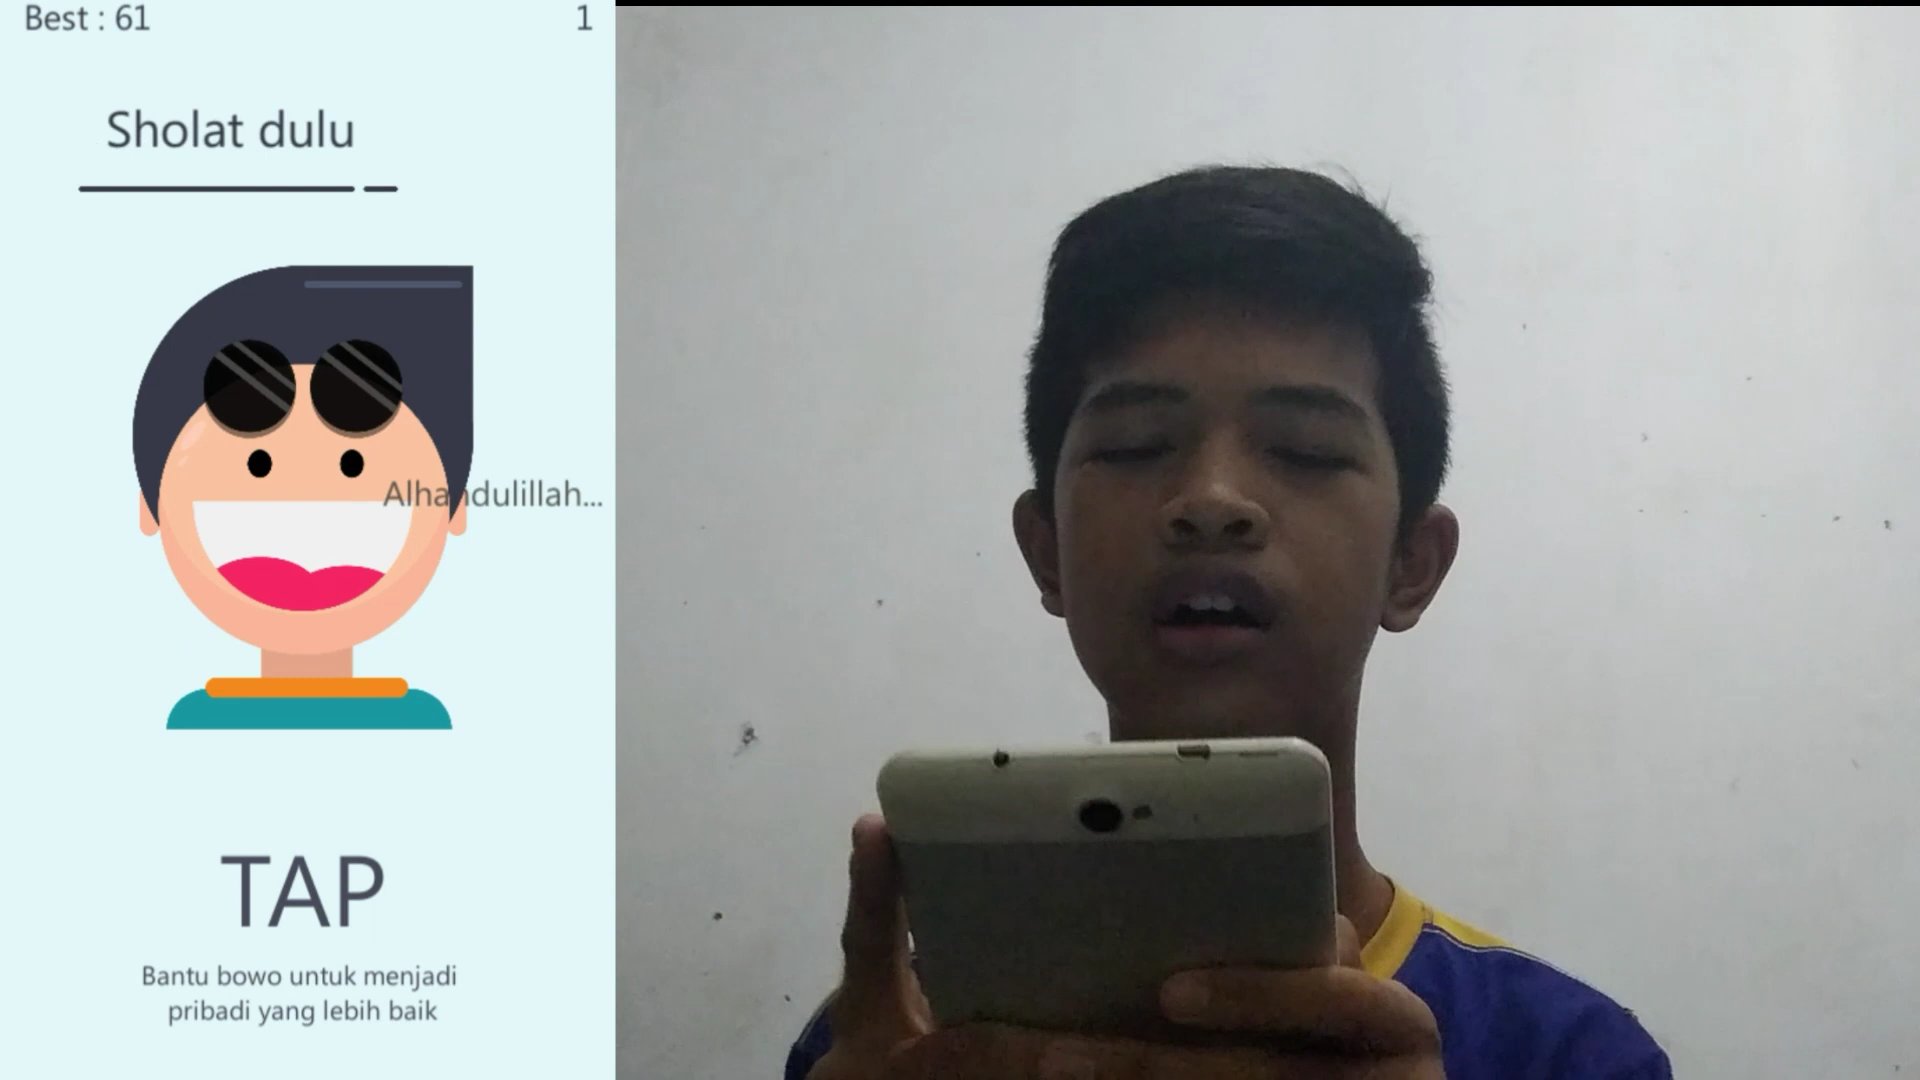 Best : 61
1
Sholat dulu
Alhamdulillah...
TAP
Bantu bowo untuk menjadi
pribadi yang lebih baik